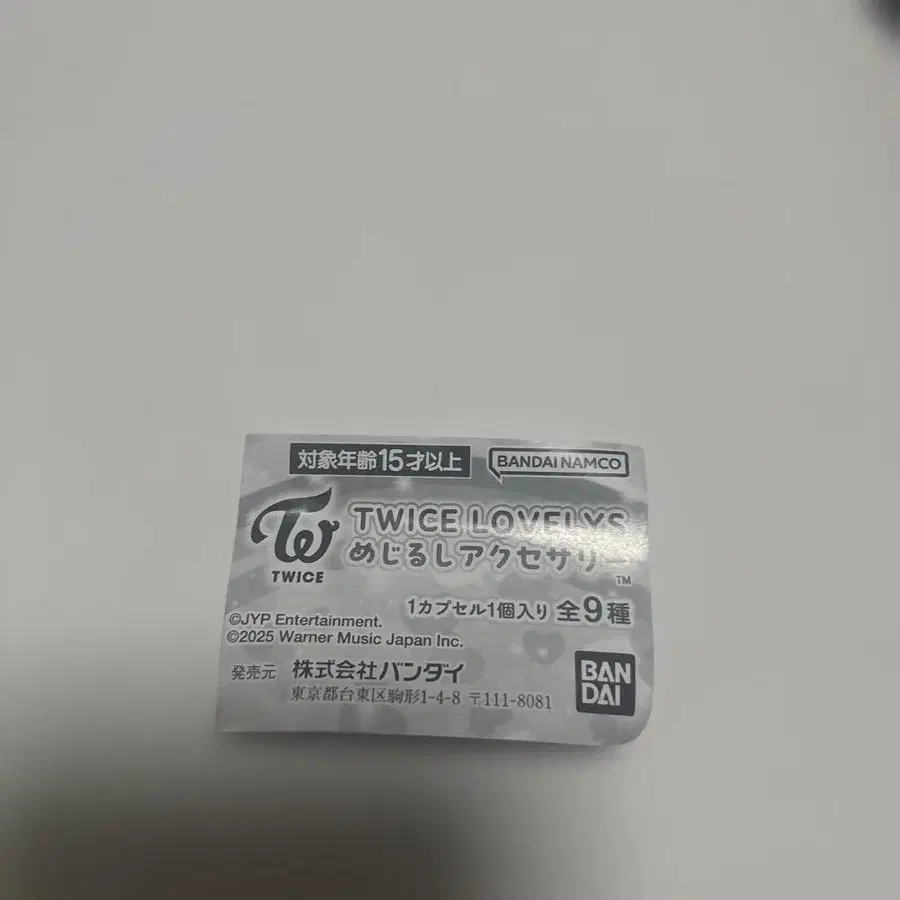 対象年齢15才以上
BANDAI NAMCO
TWICE
TWICE LOVELYS
めじるしアクセサリー
TM
1カプセル1個入り 全9種
©JYP Entertainment.
©2025 Warner Music Japan Inc.
発売元 株式会社バンダイ
東京都台東区駒形1-4-8 〒111-8081
BAN
DAI